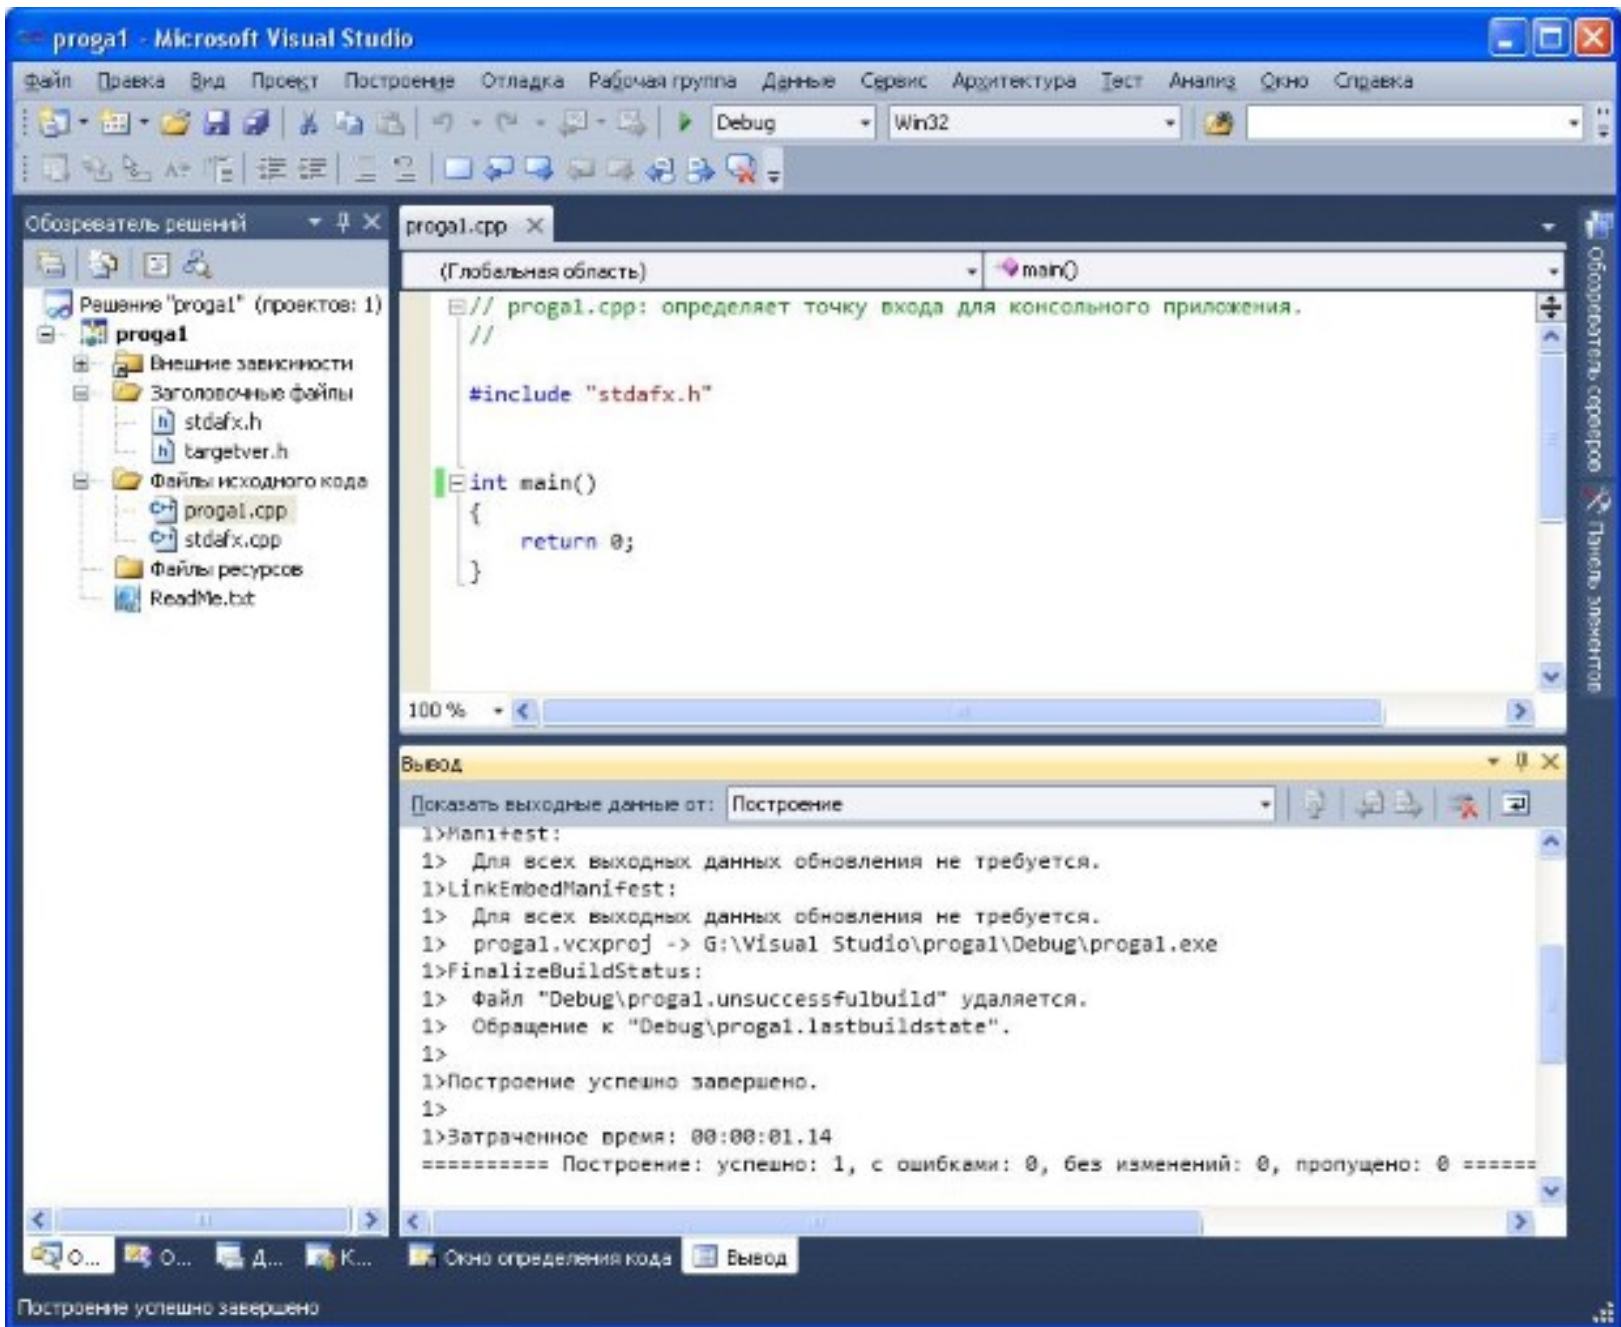 proga1 - Microsoft Visual Studio
Файл Правка Вид Проект Построение Отладка Рабочая группа Данные Сервис Архитектура Тест Анализ Окно Справка
Debug Win32
Обозреватель решений
Решение "proga1" (проектов: 1)
proga1
Внешние зависимости
Заголовочные файлы
stdafx.h
targetver.h
Файлы исходного кода
proga1.cpp
stdafx.cpp
Файлы ресурсов
ReadMe.txt
О... О... Д... К...
proga1.cpp
(Глобальная область) main()
// proga1.cpp: определяет точку входа для консольного приложения.
//
#include "stdafx.h"
int main()
{
return 0;
}
100 %
Вывод
Показать выходные данные от: Построение
1>Manifest:
1> Для всех выходных данных обновления не требуется.
1>LinkEmbedManifest:
1> Для всех выходных данных обновления не требуется.
1> proga1.vcxproj -> G:\Visual Studio\proga1\Debug\proga1.exe
1>FinalizeBuildStatus:
1> Файл "Debug\proga1.unsuccessfulbuild" удаляется.
1> Обращение к "Debug\proga1.lastbuildstate".
1>
1>Построение успешно завершено.
1>
1>Затраченное время: 00:00:01.14
========== Построение: успешно: 1, с ошибками: 0, без изменений: 0, пропущено: 0 ======
Окно определения кода Вывод
Обозреватель серверов
Панель элементов
Построение успешно завершено